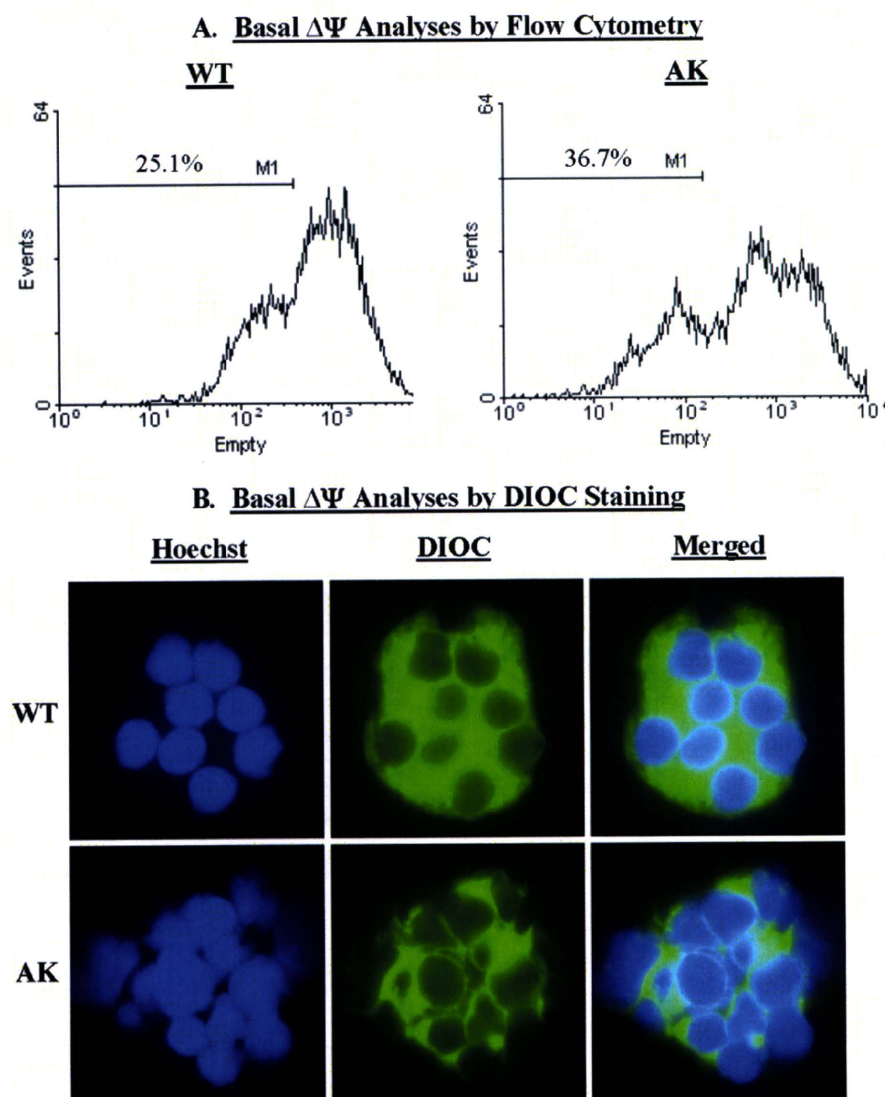 A. Basal ΔΨ Analyses by Flow Cytometry
WT
AK
64
25.1% M1
Events
0
10⁰ 10¹ 10² 10³
Empty
64
36.7% M1
Events
0
10⁰ 10¹ 10² 10³ 10⁴
Empty
B. Basal ΔΨ Analyses by DIOC Staining
Hoechst DIOC Merged
WT
AK